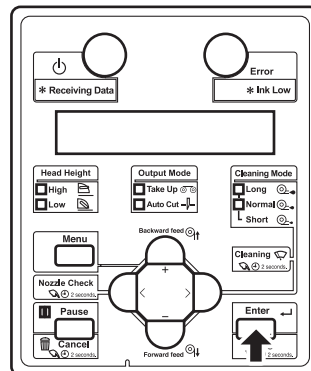 Error
* Receiving Data
* Ink Low
Head Height
High
Low
Output Mode
Take Up
Auto Cut
Cleaning Mode
Long
Normal
Short
Menu
Backward feed
+
Cleaning
2 seconds.
Nozzle Check
2 seconds.
< >
Pause
Cancel
2 seconds.
–
Forward feed
Enter
2 seconds.